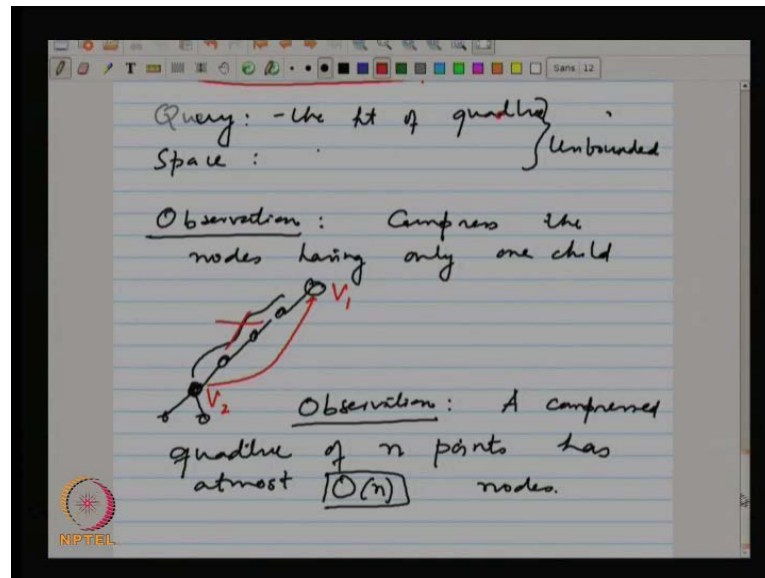 T Sans 12
Query: - the ht of quadtree } Unbounded
Space :
Observation : Compress the
nodes having only one child
V1
V2
Observation : A compressed
quadtree of n points has
atmost O(n) nodes.
NPTEL